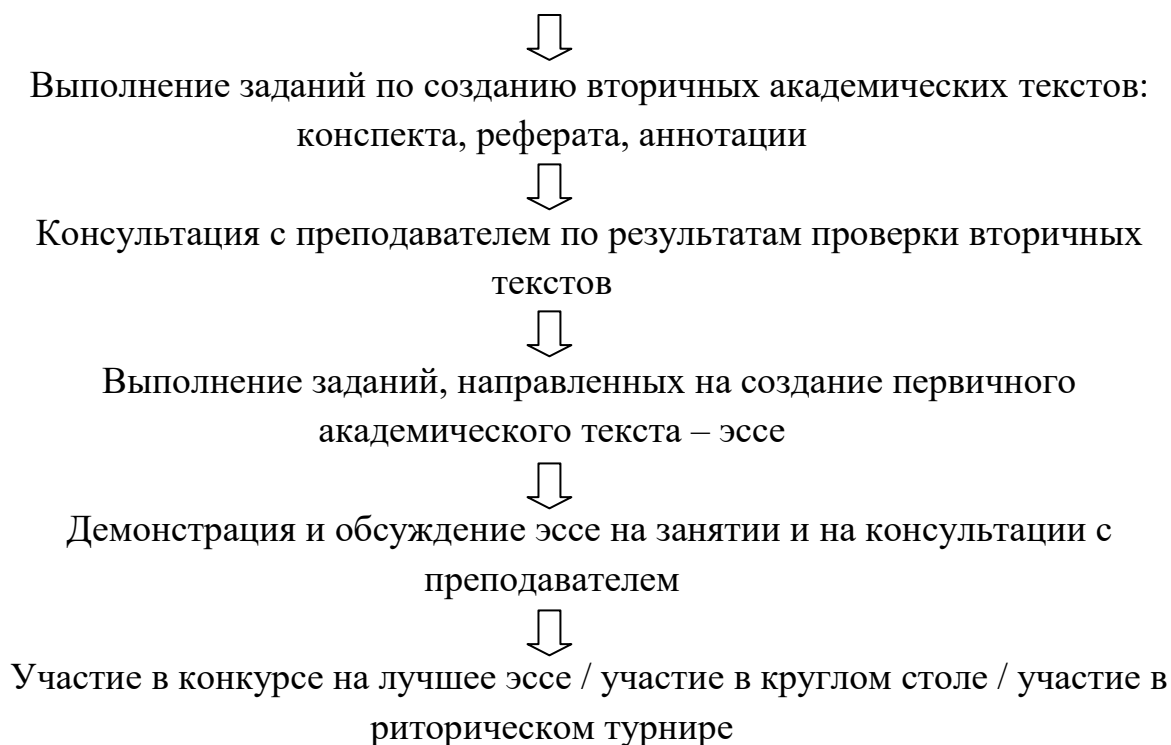 Выполнение заданий по созданию вторичных академических текстов:
конспекта, реферата, аннотации
Консультация с преподавателем по результатам проверки вторичных
текстов
Выполнение заданий, направленных на создание первичного
академического текста – эссе
Демонстрация и обсуждение эссе на занятии и на консультации с
преподавателем
Участие в конкурсе на лучшее эссе / участие в круглом столе / участие в
риторическом турнире